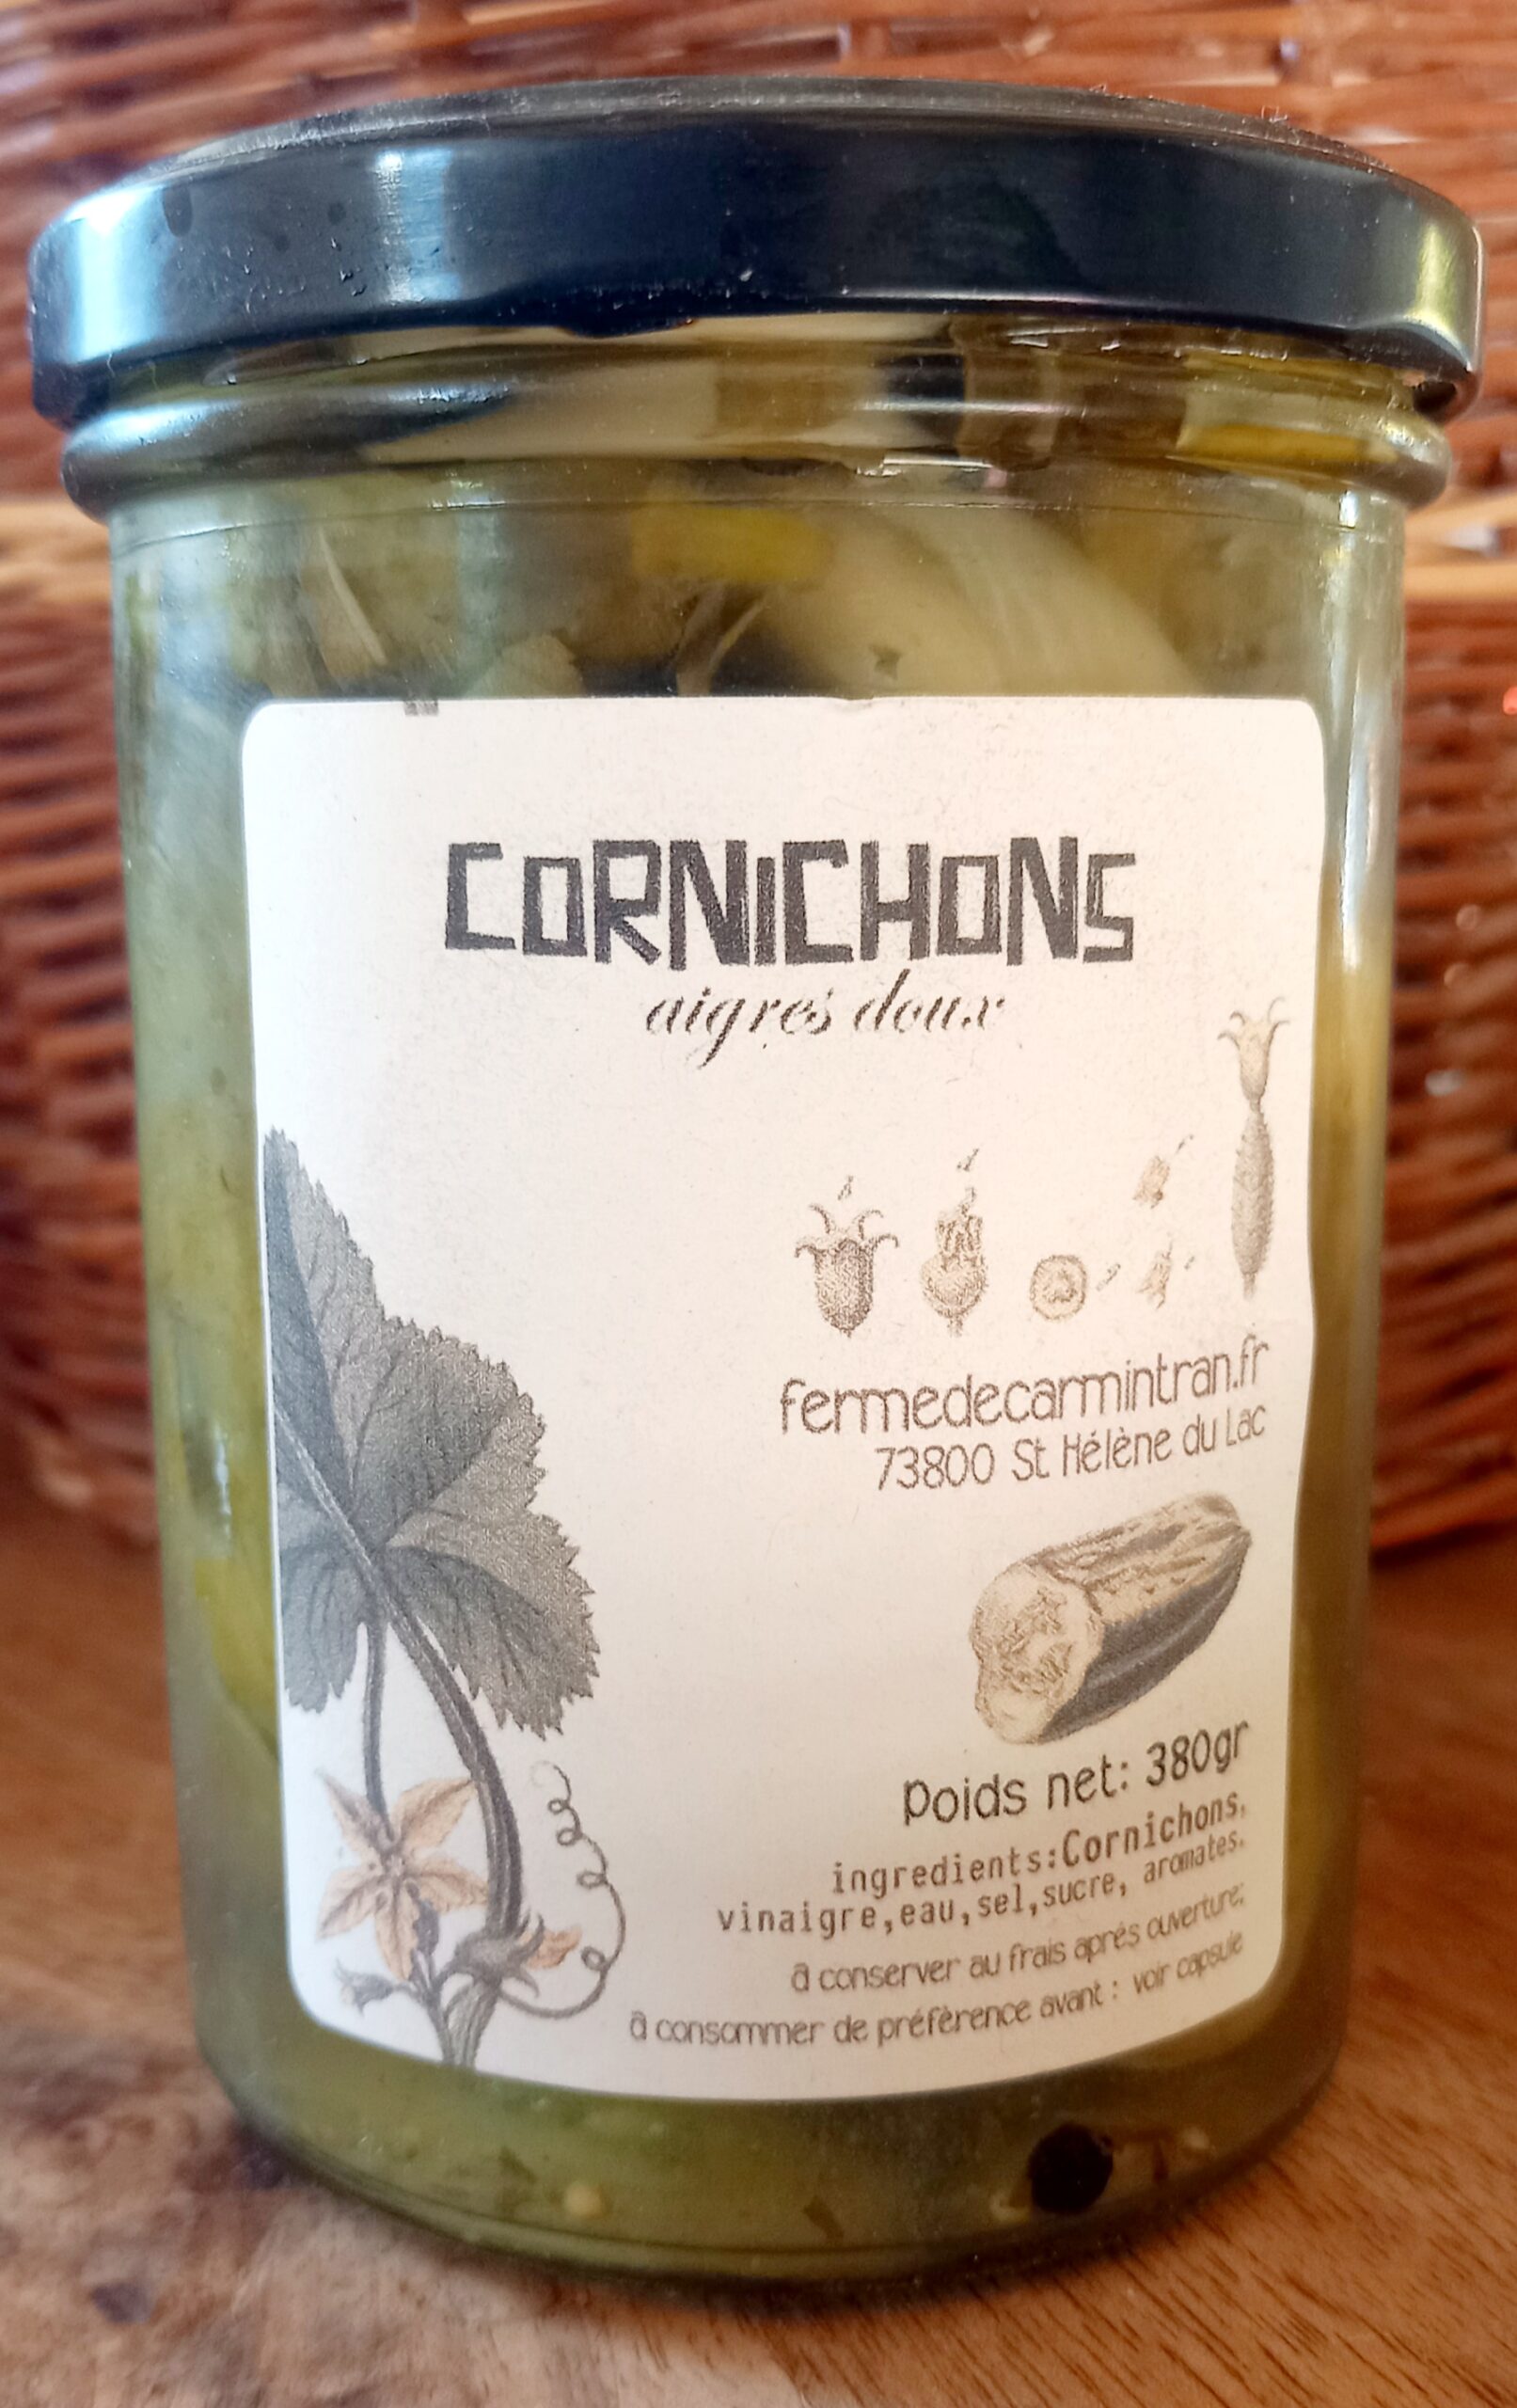 CORNICHONS
aigres doux
fermedecarmintran.fr
73800 St Hélène du Lac
Poids net: 380gr
ingredients:Cornichons,
vinaigre,eau,sel,sucre, aromates.
à conserver au frais aprés ouverture;
à consommer de préférence avant : voir capsule